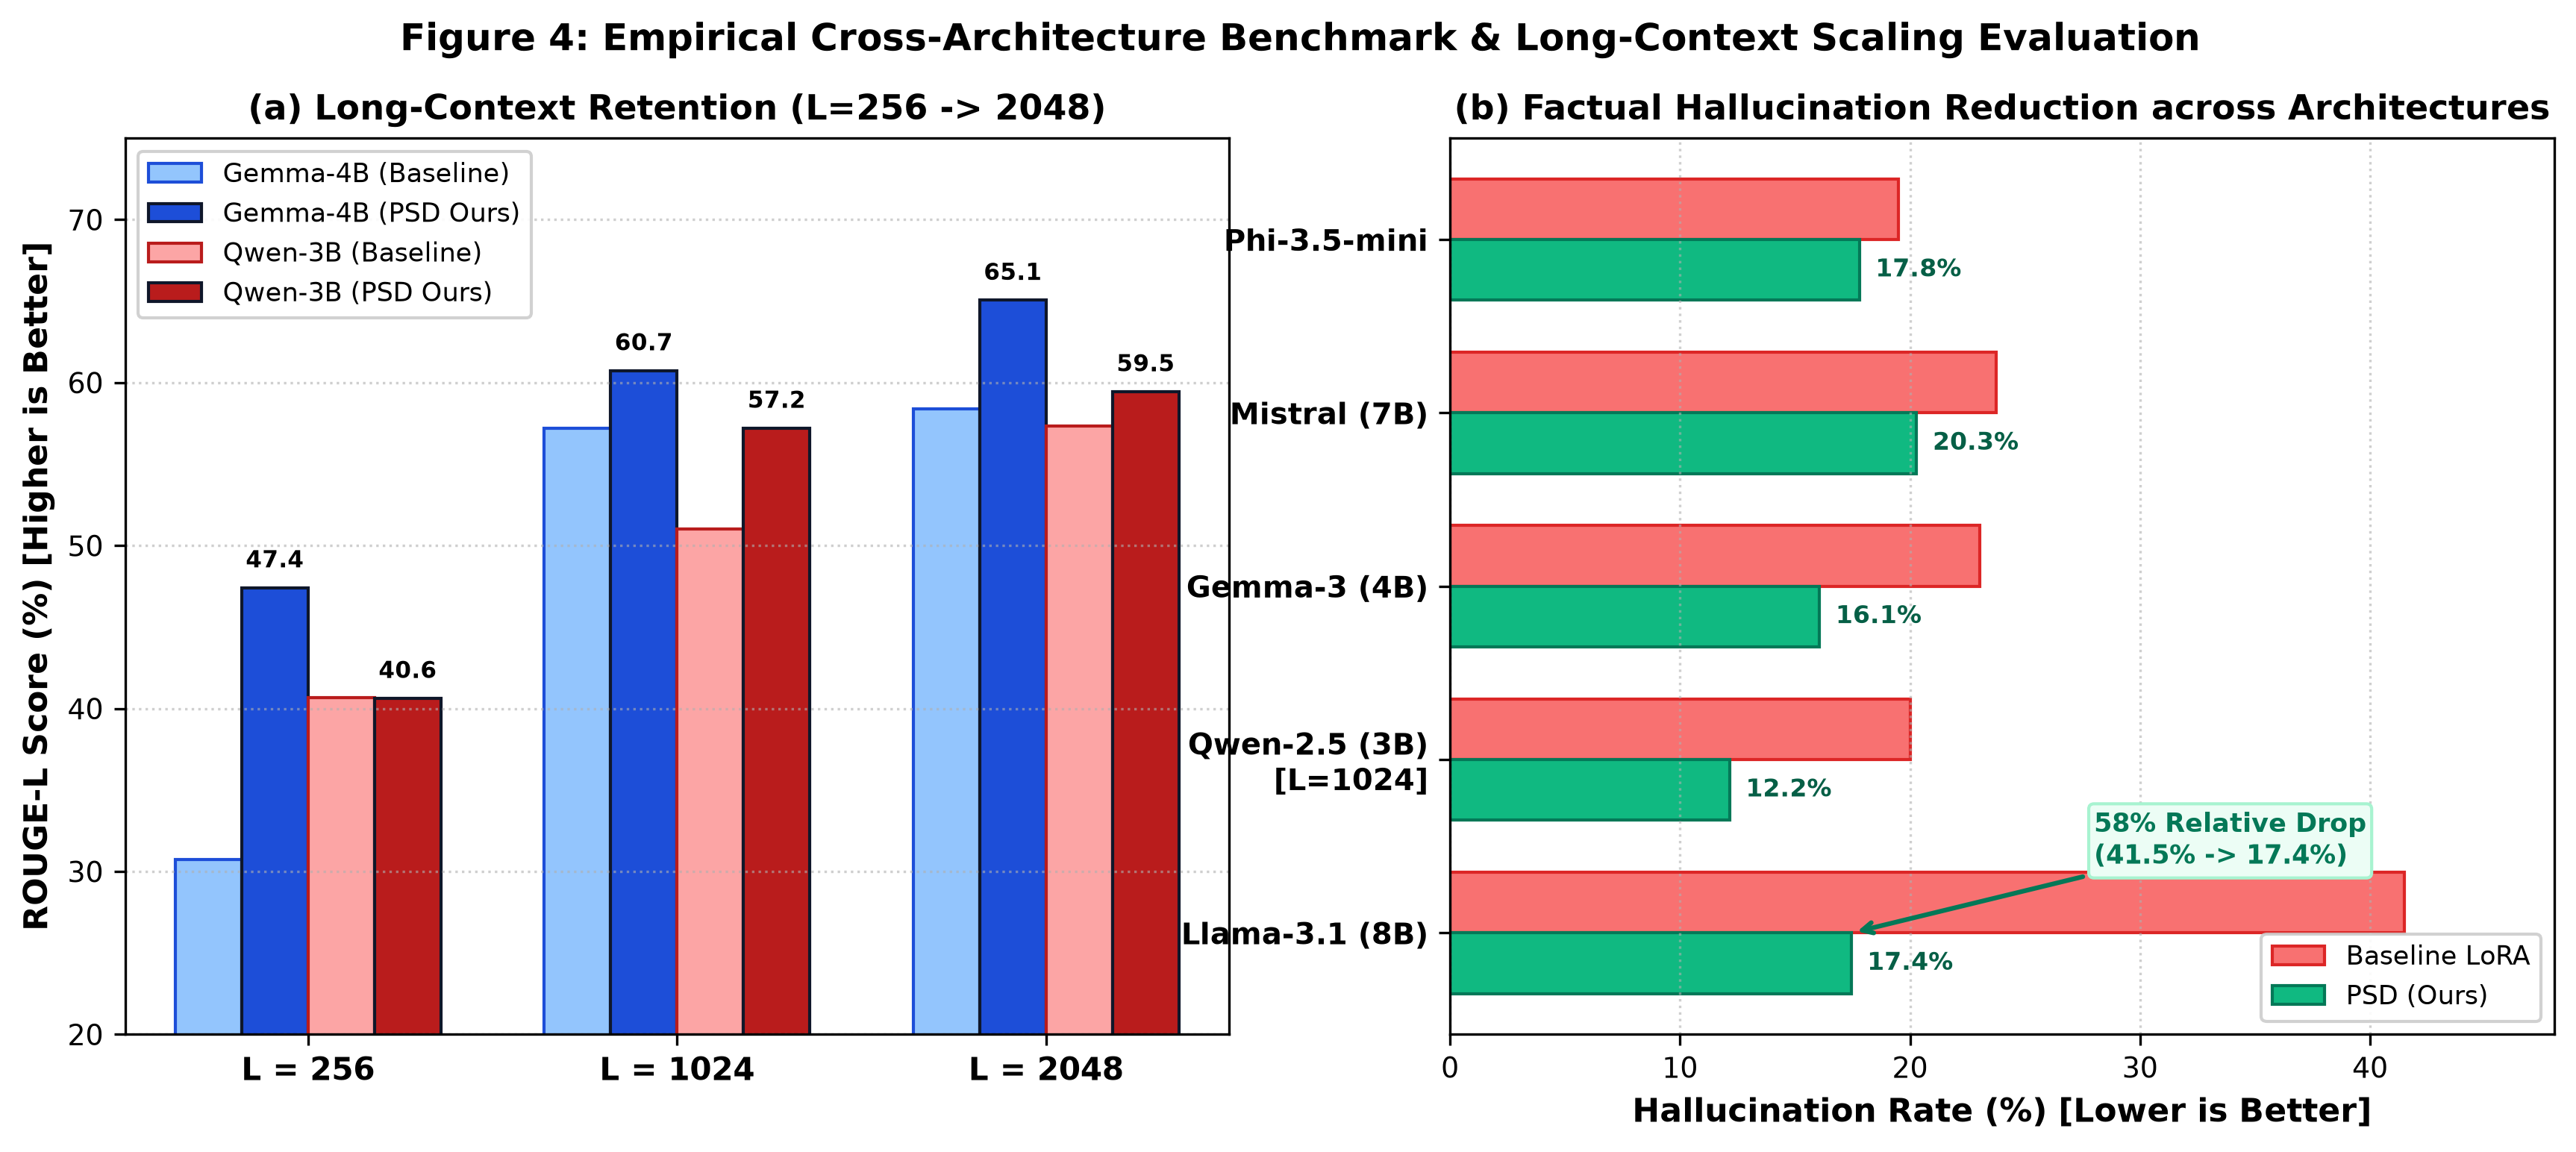 Figure 4: Empirical Cross-Architecture Benchmark & Long-Context Scaling Evaluation
(a) Long-Context Retention (L=256 -> 2048)
ROUGE-L Score (%) [Higher is Better]
70
60
50
40
30
20
Gemma-4B (Baseline)
Gemma-4B (PSD Ours)
Qwen-3B (Baseline)
Qwen-3B (PSD Ours)
47.4
40.6
60.7
57.2
65.1
59.5
L = 256
L = 1024
L = 2048
(b) Factual Hallucination Reduction across Architectures
Phi-3.5-mini
17.8%
Mistral (7B)
20.3%
Gemma-3 (4B)
16.1%
Qwen-2.5 (3B)
[L=1024]
12.2%
58% Relative Drop
(41.5% -> 17.4%)
Llama-3.1 (8B)
17.4%
Baseline LoRA
PSD (Ours)
0
10
20
30
40
Hallucination Rate (%) [Lower is Better]